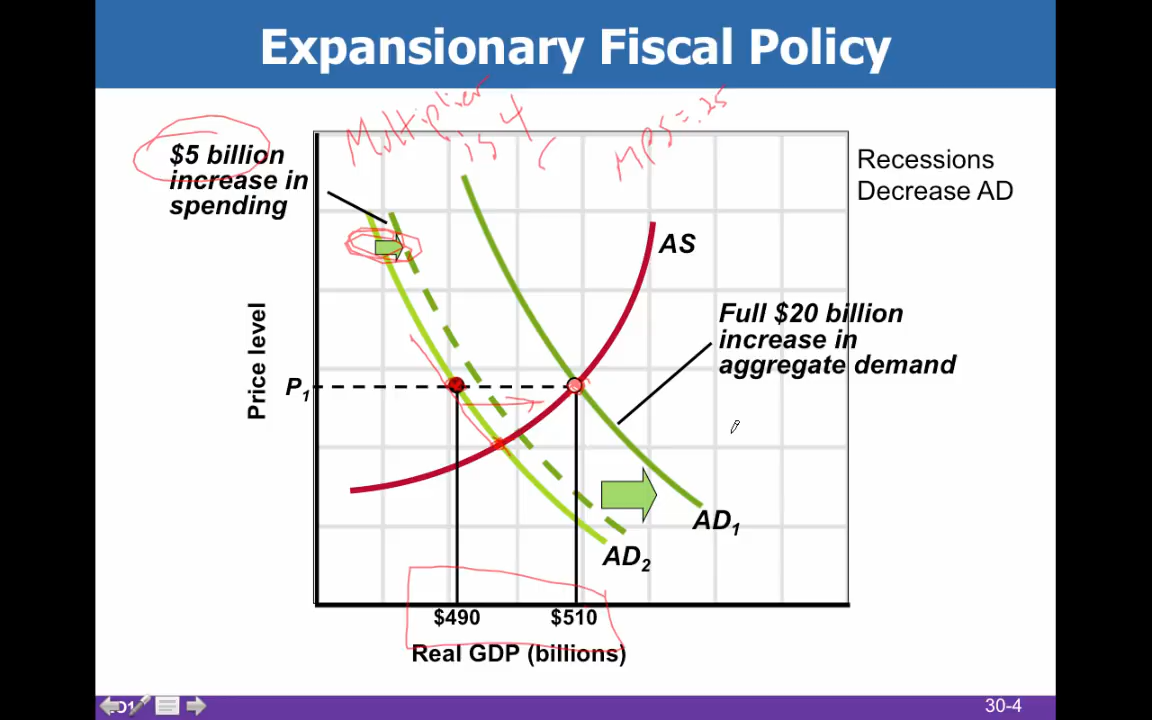 Expansionary Fiscal Policy
Multiplier
is 4
MPS = .25
$5 billion
increase in
spending
Recessions
Decrease AD
AS
Full $20 billion
increase in
aggregate demand
Price level
P1
AD1
AD2
$490
$510
Real GDP (billions)
LO1
30-4